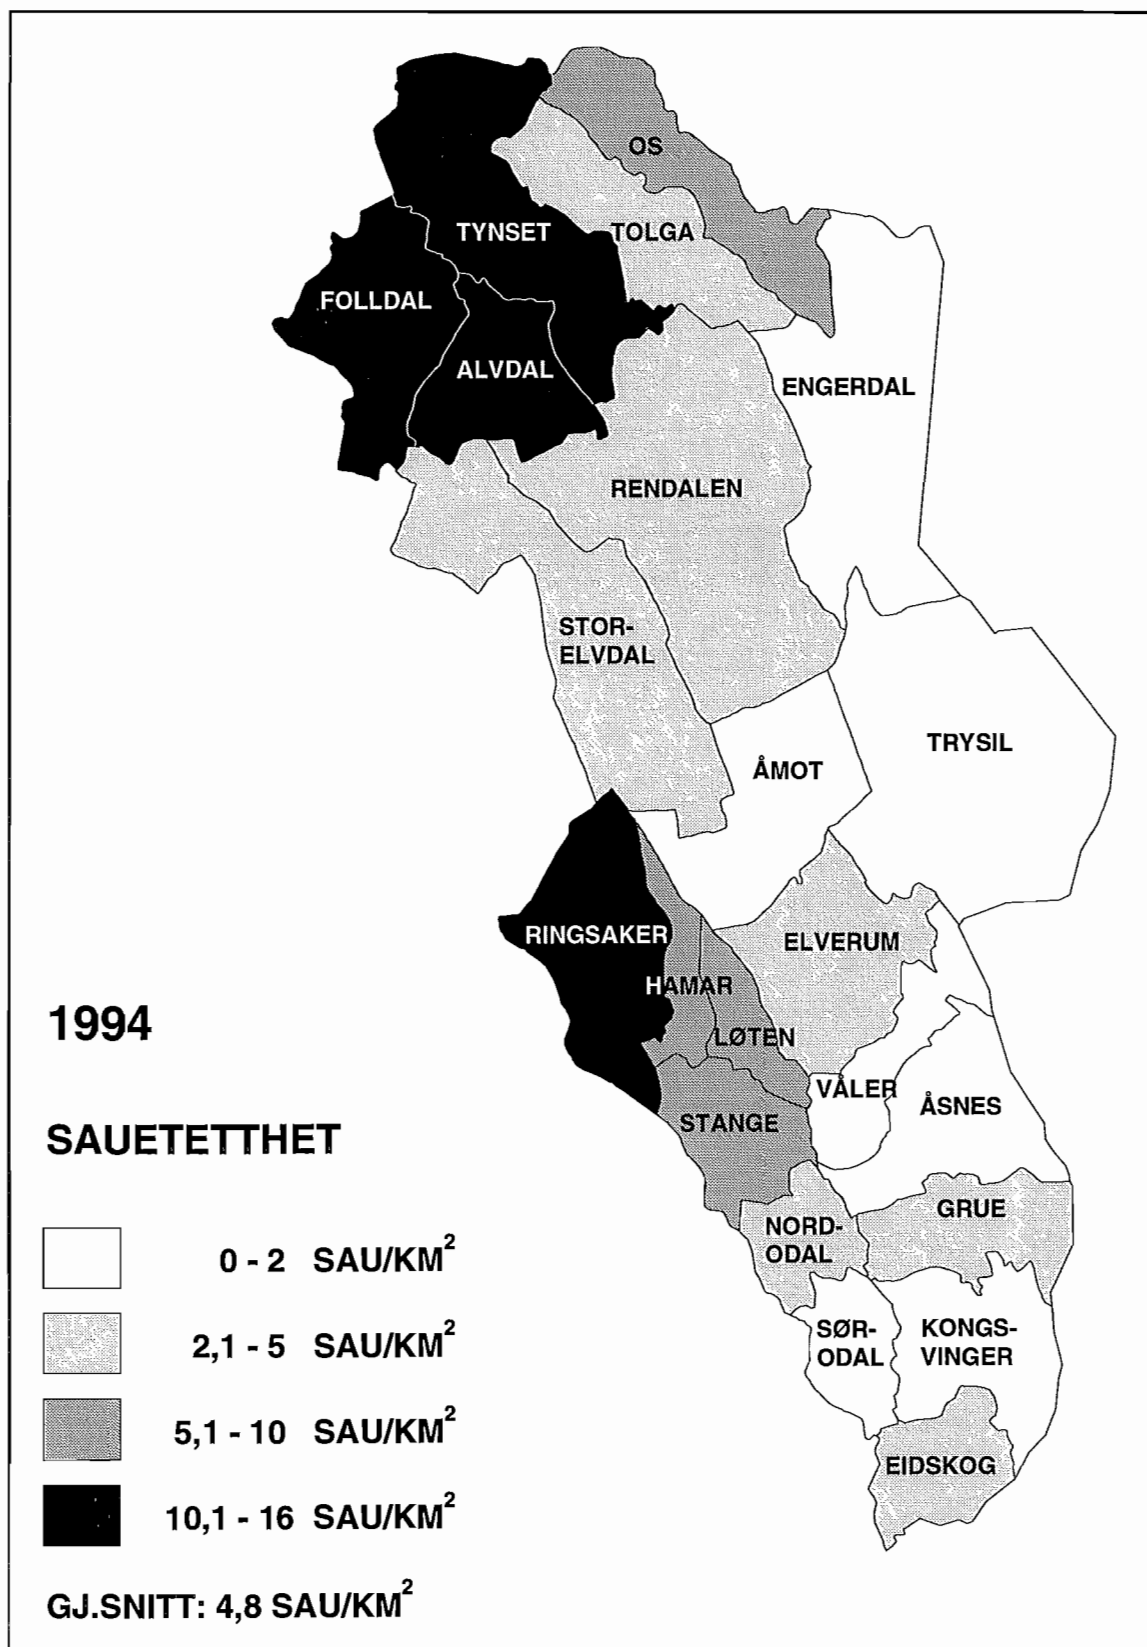 OS
TYNSET
TOLGA
FOLLDAL
ALVDAL
ENGERDAL
RENDALEN
STOR-
ELVDAL
TRYSIL
ÅMOT
RINGSAKER
ELVERUM
HAMAR
LØTEN
VÅLER
ÅSNES
STANGE
GRUE
NORD-
ODAL
SØR-
ODAL
KONGS-
VINGER
EIDSKOG
1994
SAUETETTHET
0 - 2 SAU/KM²
2,1 - 5 SAU/KM²
5,1 - 10 SAU/KM²
10,1 - 16 SAU/KM²
GJ.SNITT: 4,8 SAU/KM²